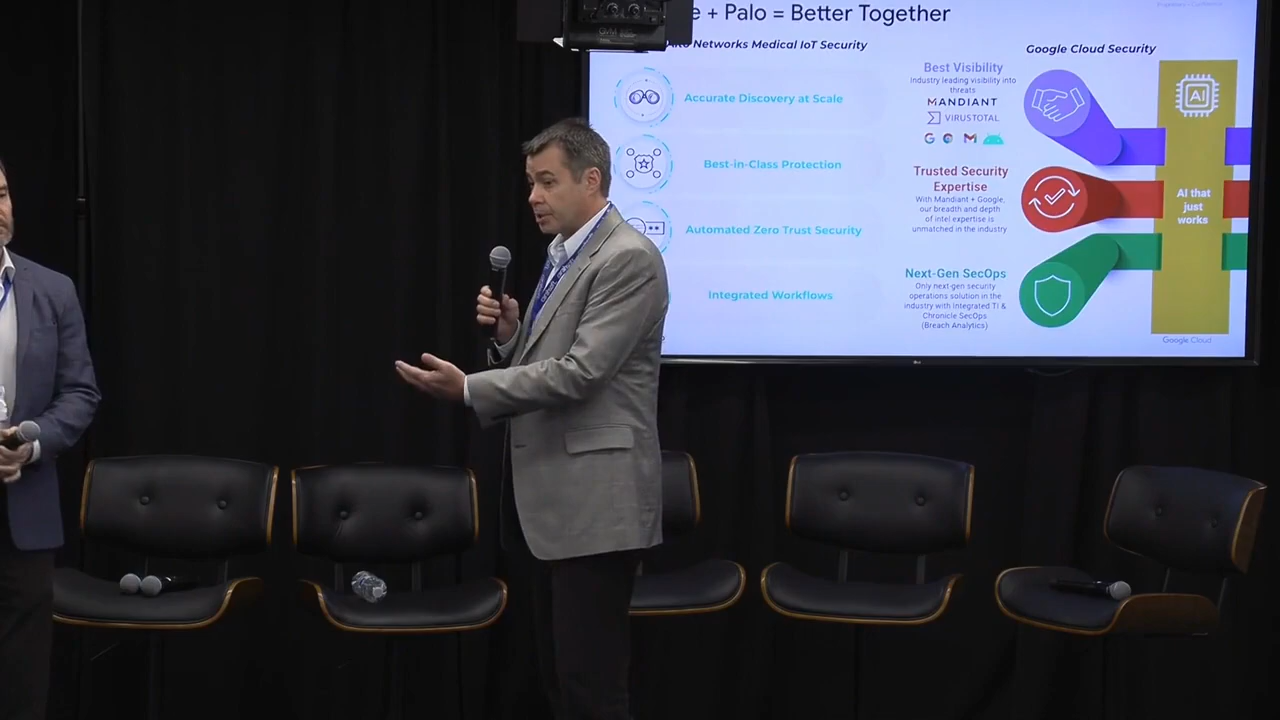 e + Palo = Better Together
Networks Medical IoT Security
Google Cloud Security
Accurate Discovery at Scale
Best-in-Class Protection
Automated Zero Trust Security
Integrated Workflows
Best Visibility
Industry leading visibility into
threats
MANDIANT
VIRUSTOTAL
Trusted Security
Expertise
With Mandiant + Google,
our breadth and depth
of intel expertise is
unmatched in the industry
Next-Gen SecOps
Only next-gen security
operations solution in the
industry with Integrated TI &
Chronicle SecOps
(Breach Analytics)
AI
AI that
just
works
Google Cloud